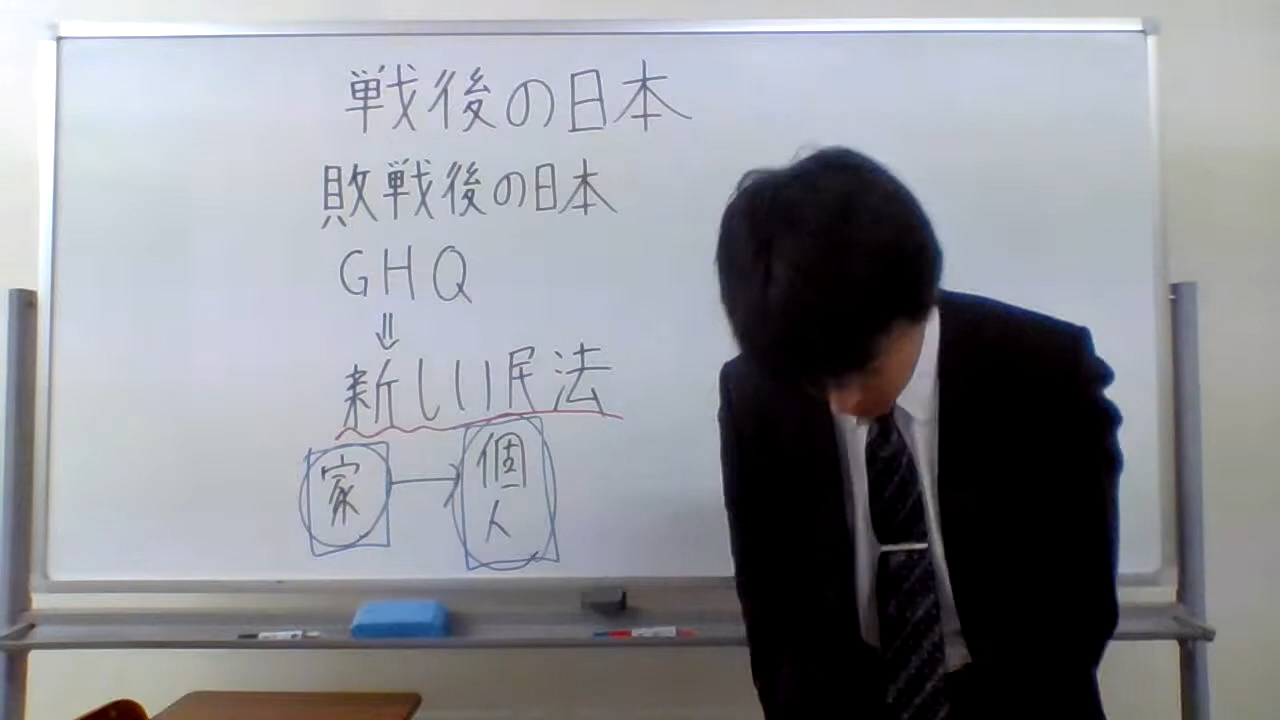 戦後の日本
敗戦後の日本
GHQ
⇓
新しい民法
家→個人